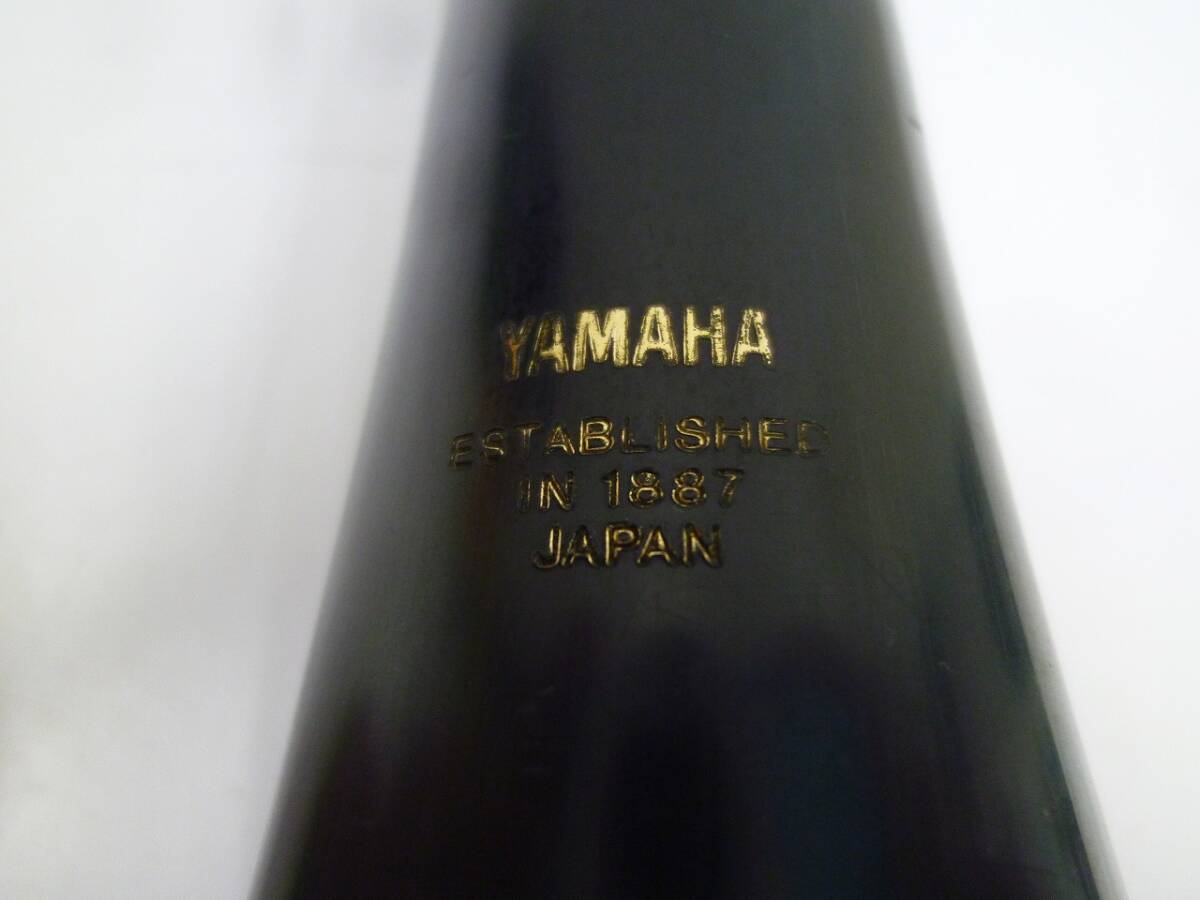 YAMAHA
ESTABLISHED
IN 1887
JAPAN